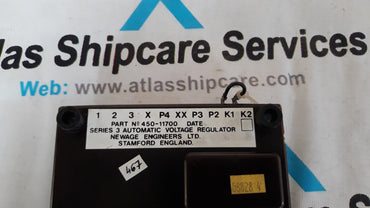 las Shipcare Services
Web: www.atlasshipcare.com
1 2 3 X P4 XX P3 P2 K1 K2
PART Nº 450-11700 DATE
SERIES 3 AUTOMATIC VOLTAGE REGULATOR
NEWAGE ENGINEERS LTD.
STAMFORD ENGLAND.
467